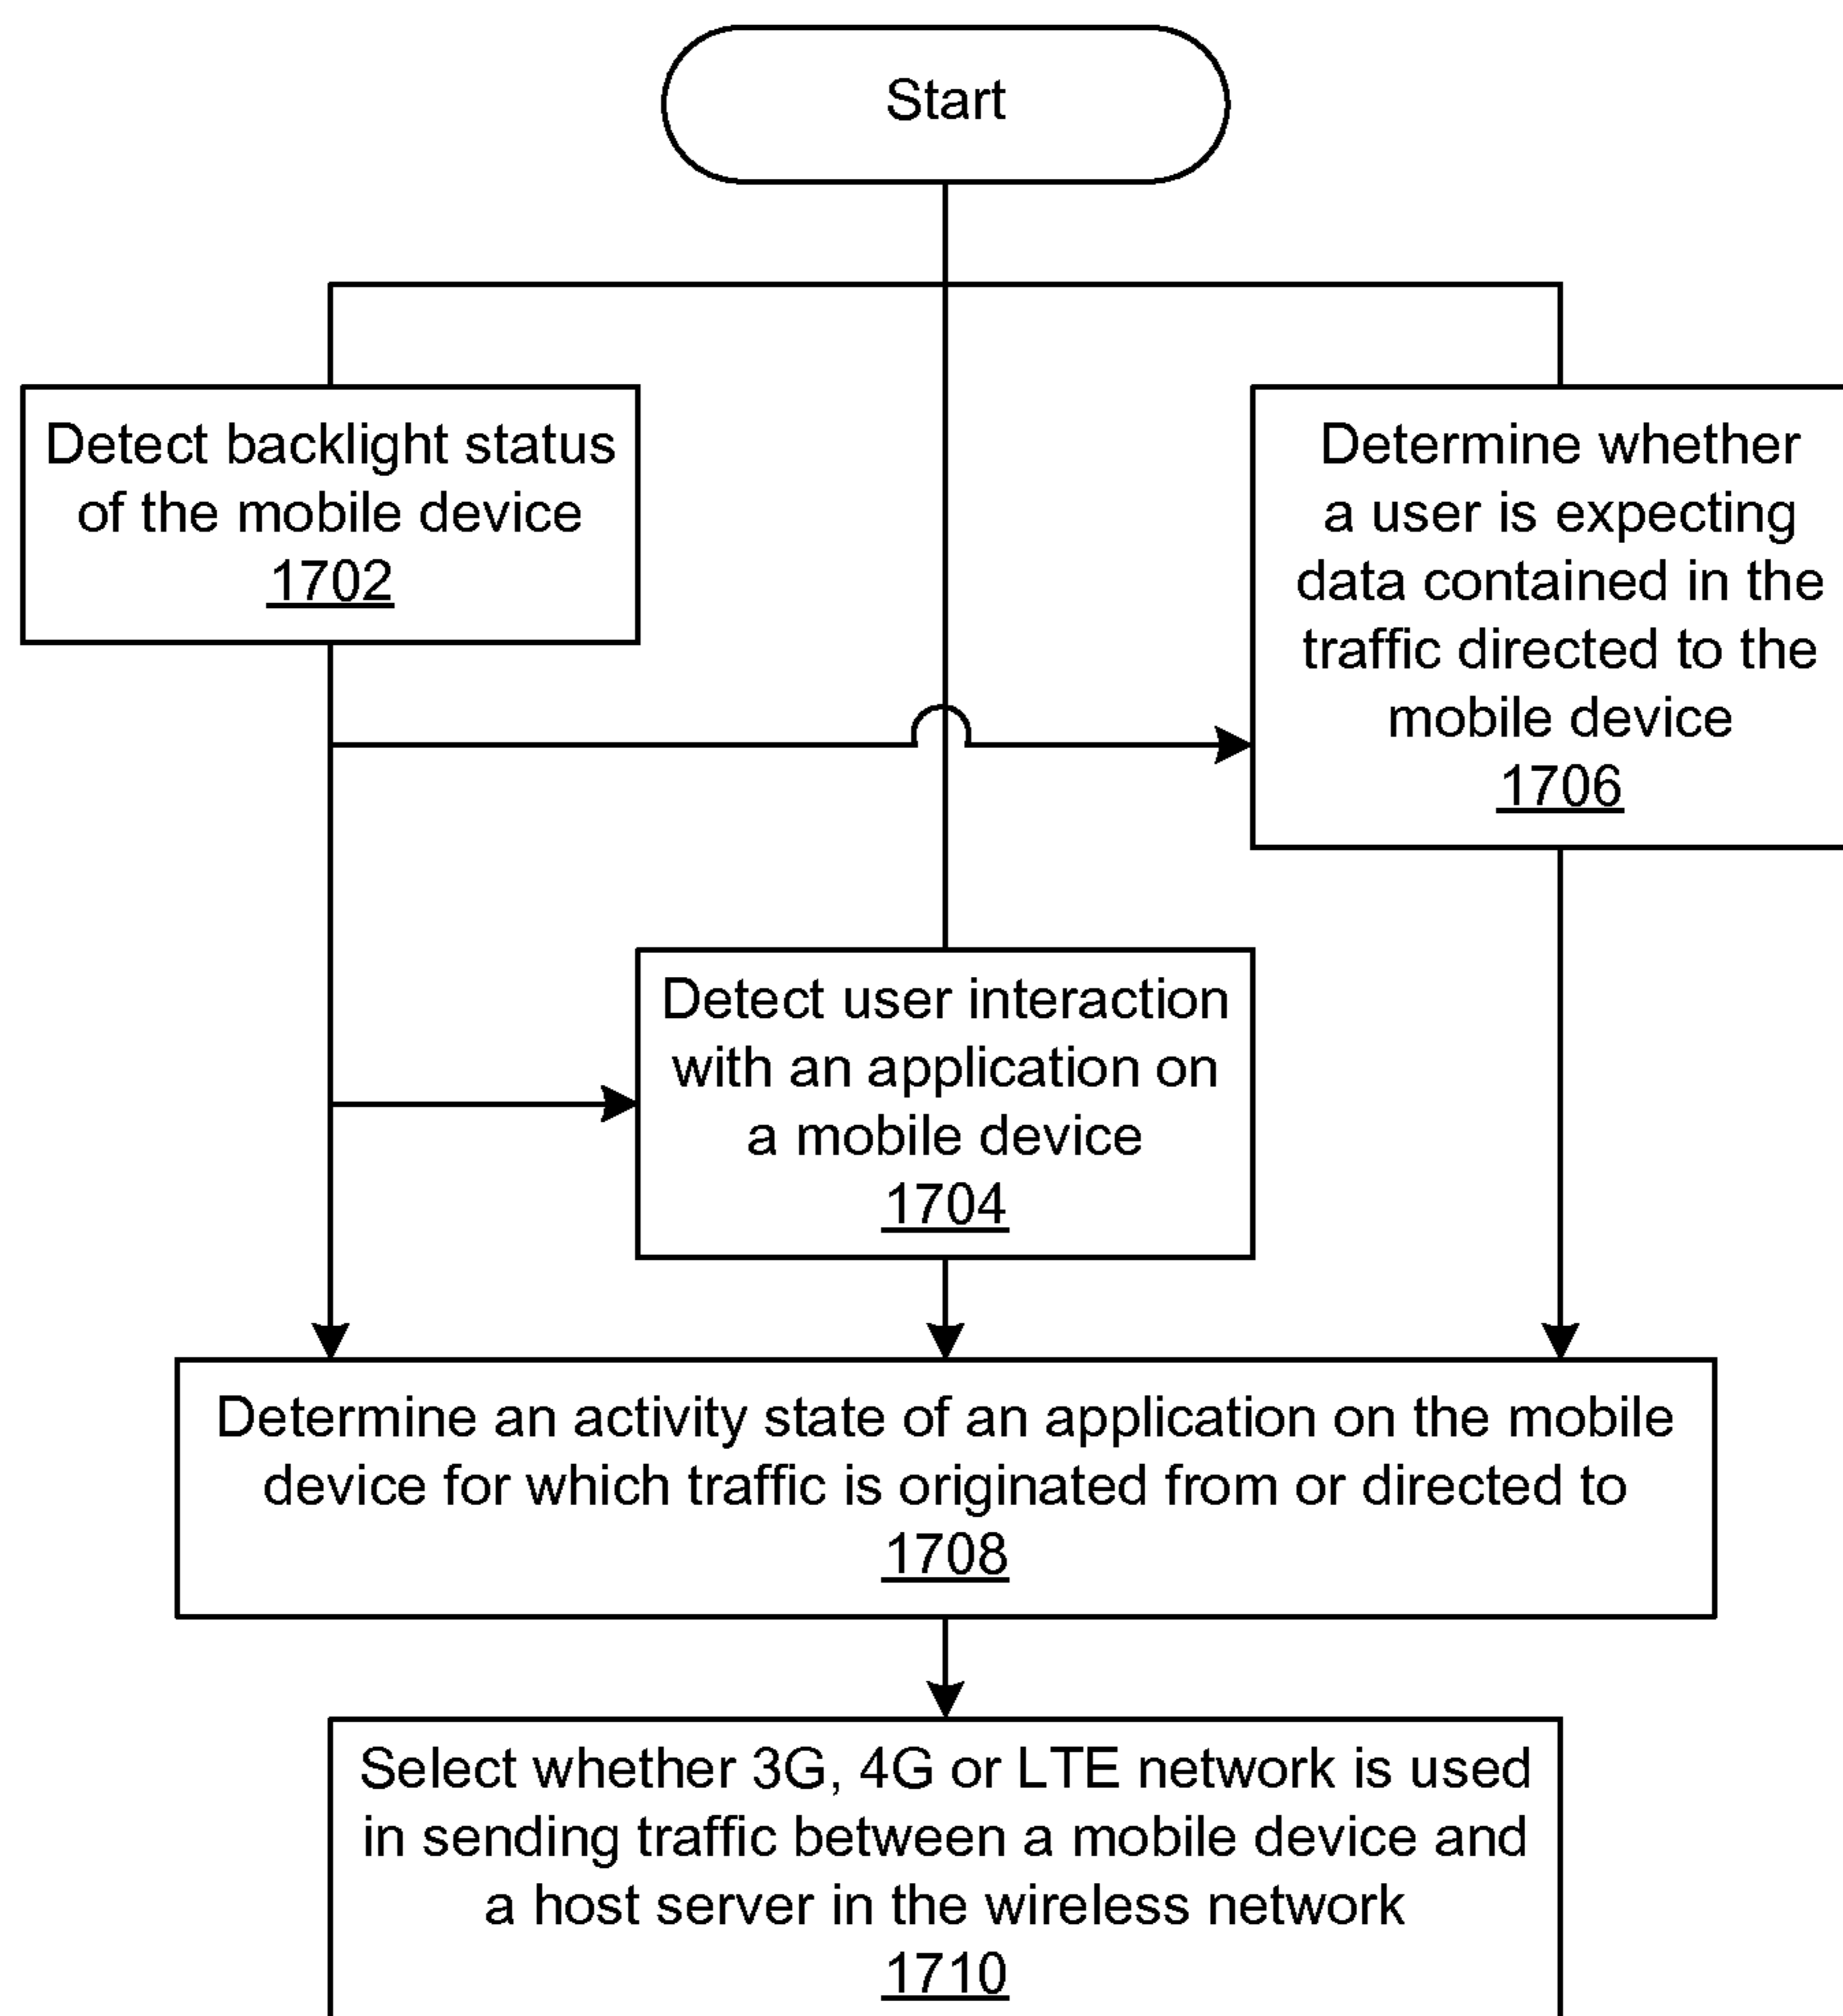 Start
Detect backlight status
of the mobile device
1702
Determine whether
a user is expecting
data contained in the
traffic directed to the
mobile device
1706
Detect user interaction
with an application on
a mobile device
1704
Determine an activity state of an application on the mobile
device for which traffic is originated from or directed to
1708
Select whether 3G, 4G or LTE network is used
in sending traffic between a mobile device and
a host server in the wireless network
1710